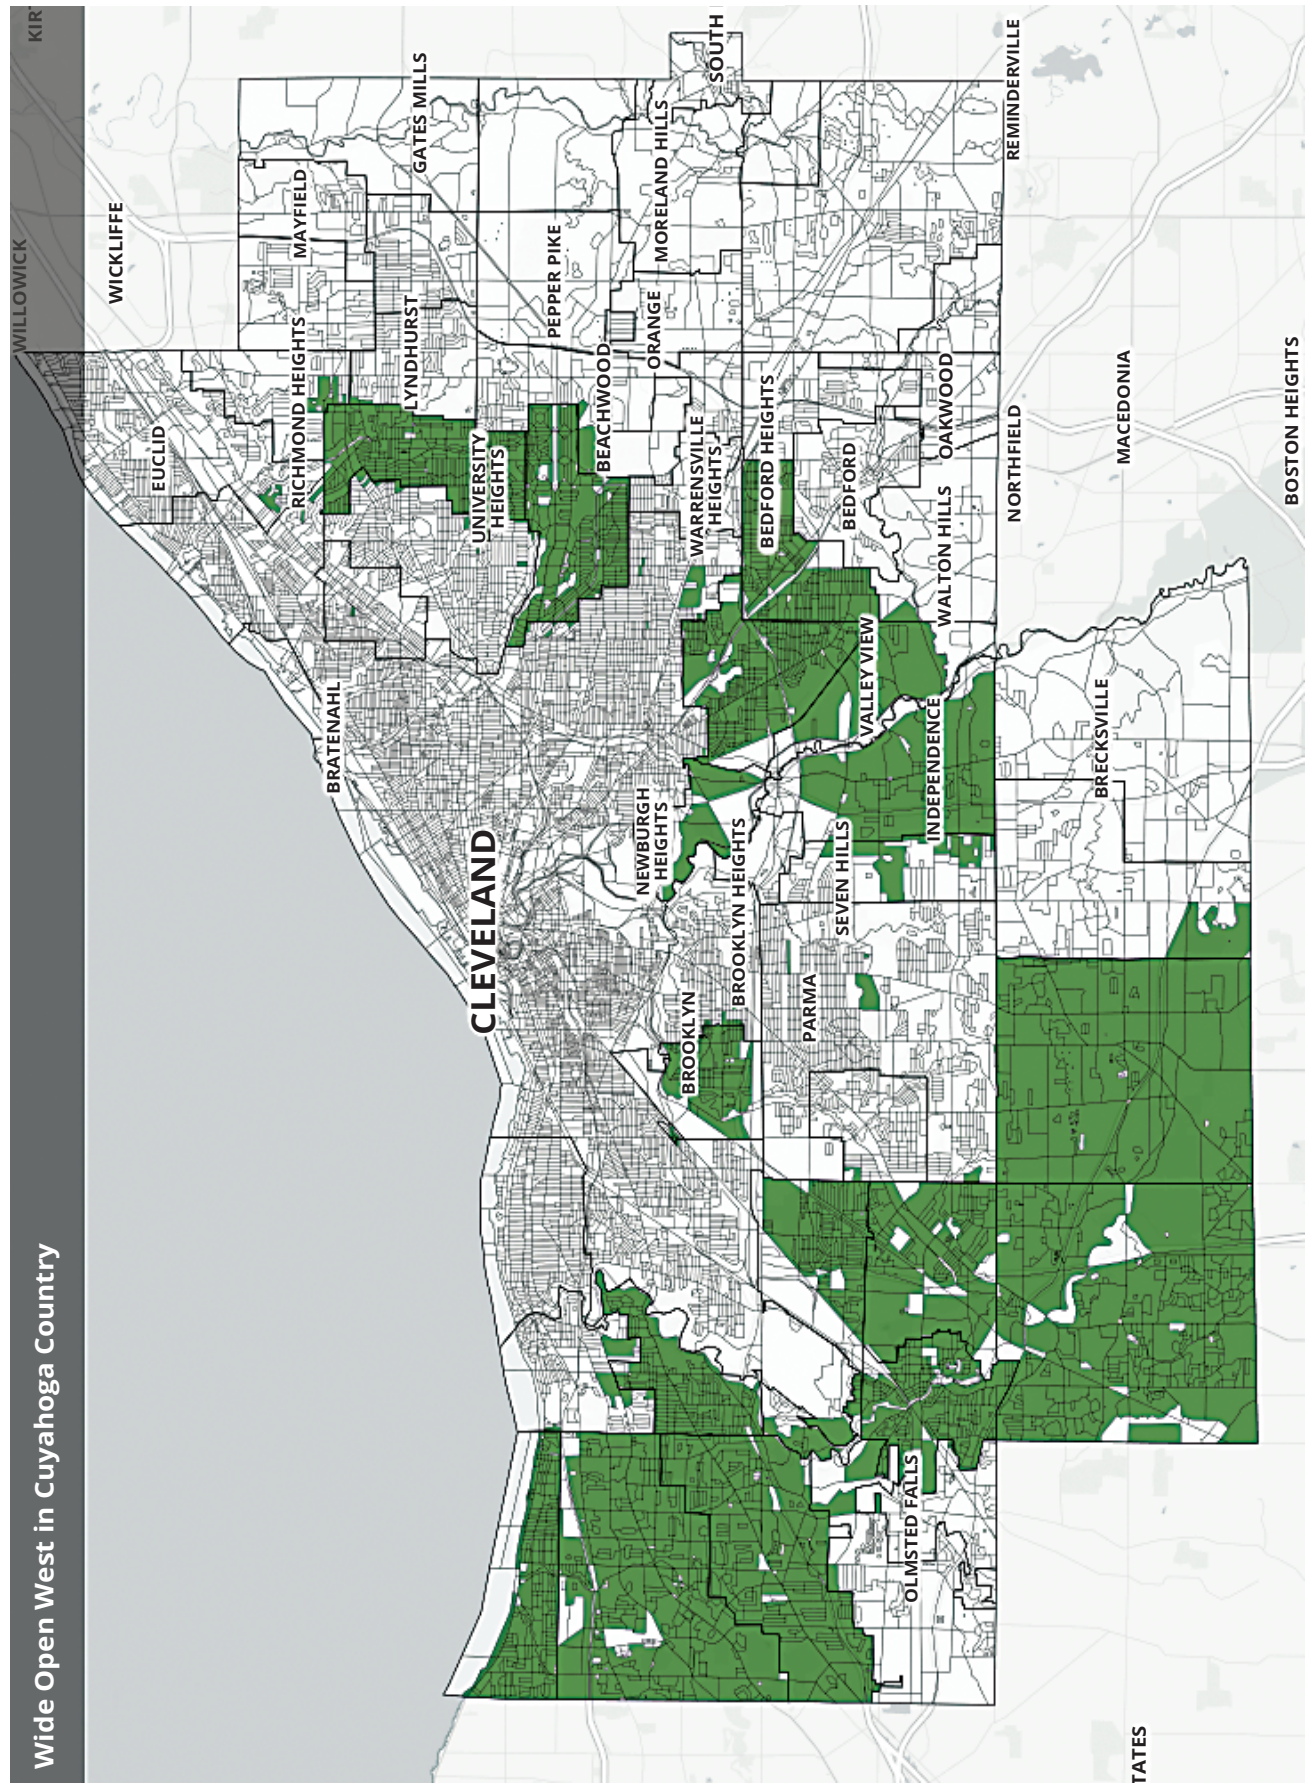 Wide Open West in Cuyahoga Country
KIRT
WILLOWICK
WICKLIFFE
EUCLID
RICHMOND HEIGHTS
MAYFIELD
GATES MILLS
LYNDHURST
BRATENAHL
UNIVERSITY
HEIGHTS
PEPPER PIKE
BEACHWOOD
CLEVELAND
ORANGE
MORELAND HILLS
SOUTH
WARRENSVILLE
HEIGHTS
NEWBURGH
HEIGHTS
BEDFORD HEIGHTS
BROOKLYN HEIGHTS
BROOKLYN
BEDFORD
VALLEY VIEW
SEVEN HILLS
PARMA
OAKWOOD
WALTON HILLS
INDEPENDENCE
OLMSTED FALLS
REMINDERVILLE
NORTHFIELD
BRECKSVILLE
MACEDONIA
BOSTON HEIGHTS
TATES